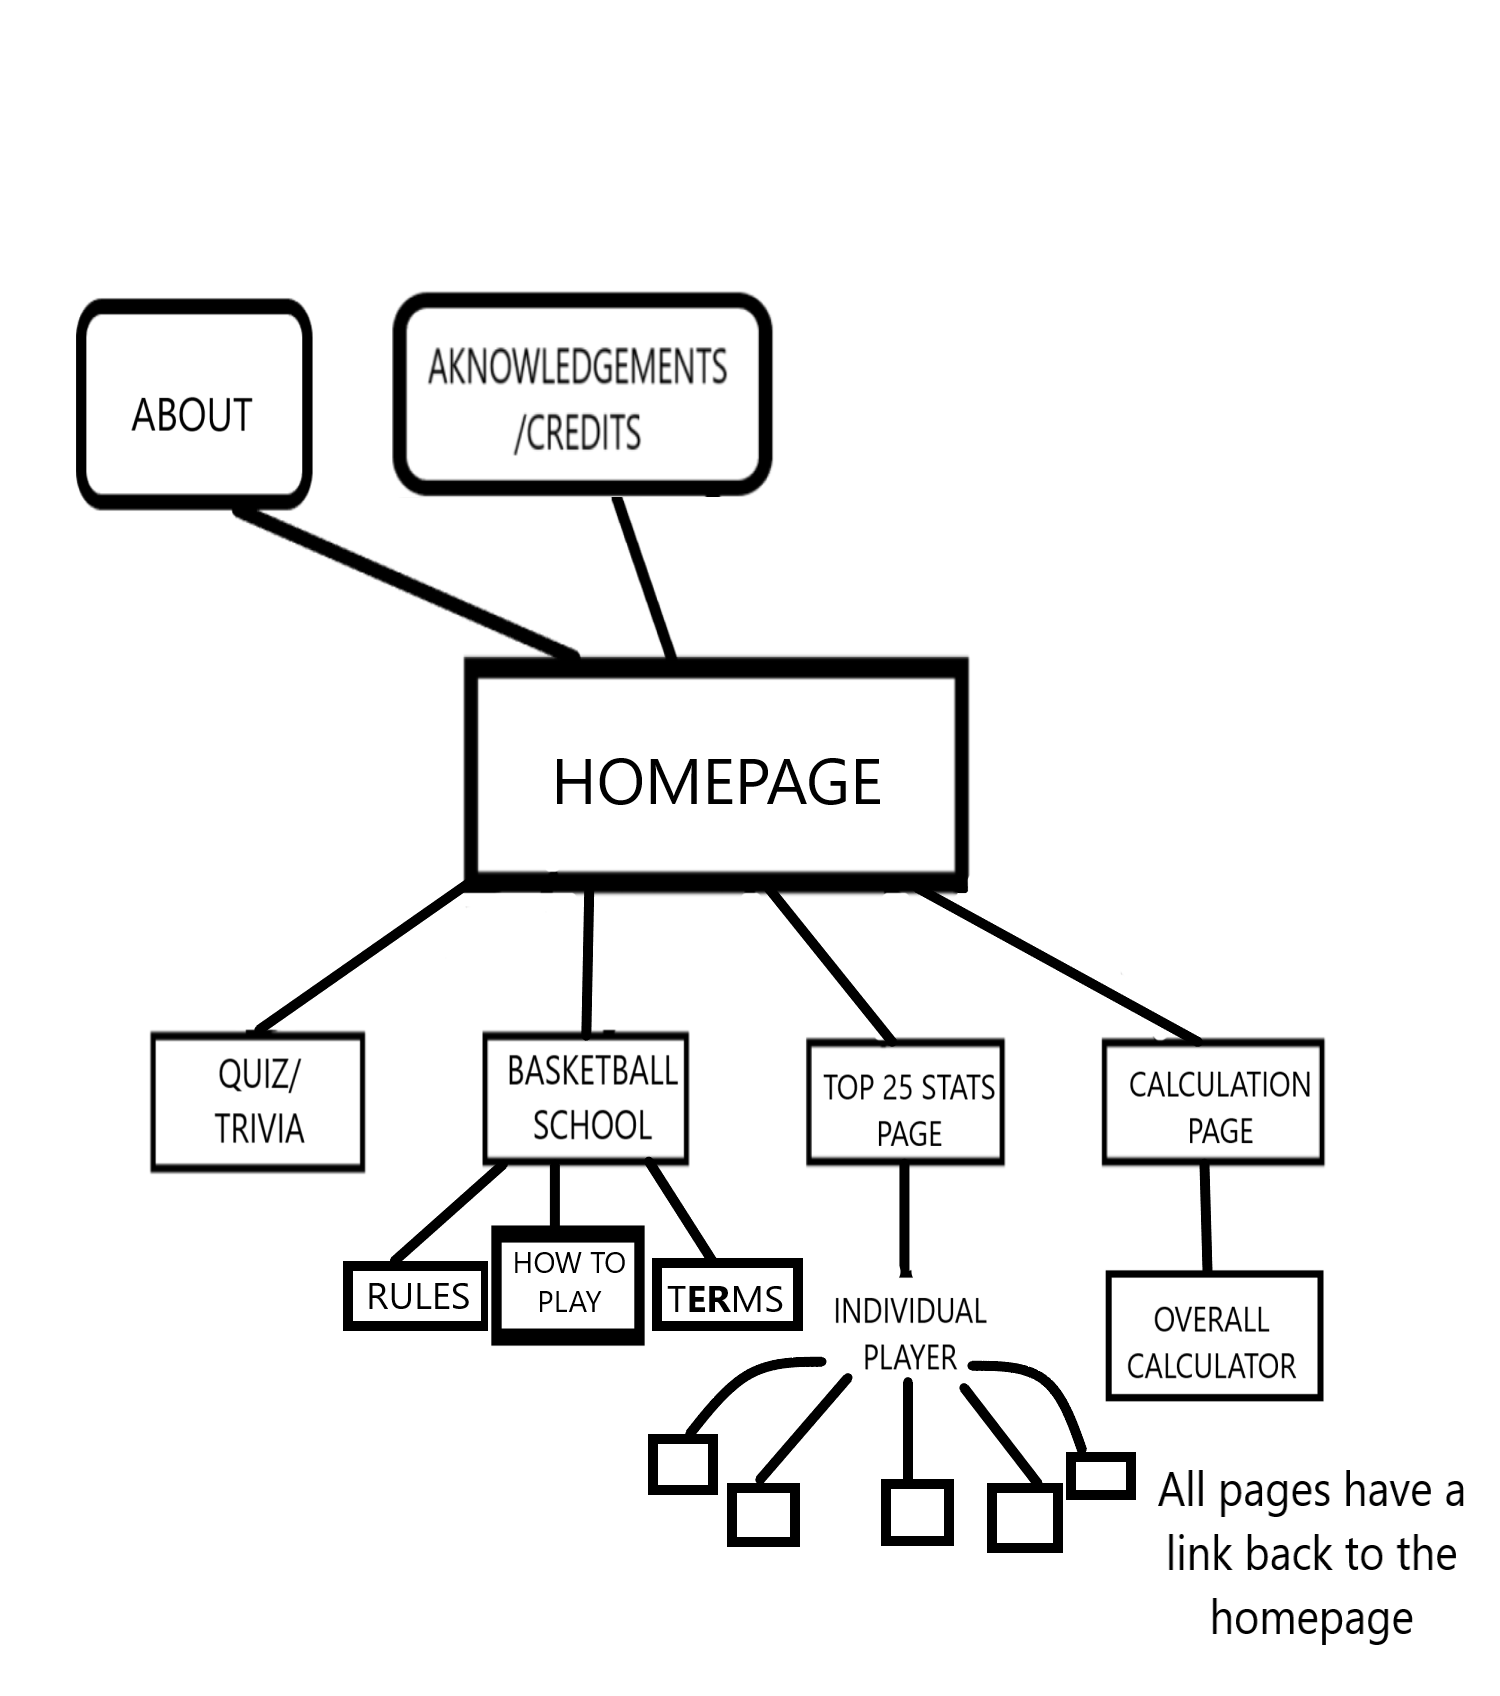 ABOUT
AKNOWLEDGEMENTS
/CREDITS
HOMEPAGE
QUIZ/
TRIVIA
BASKETBALL
SCHOOL
TOP 25 STATS
PAGE
CALCULATION
PAGE
RULES
HOW TO
PLAY
TERMS
INDIVIDUAL
PLAYER
OVERALL
CALCULATOR
All pages have a
link back to the
homepage